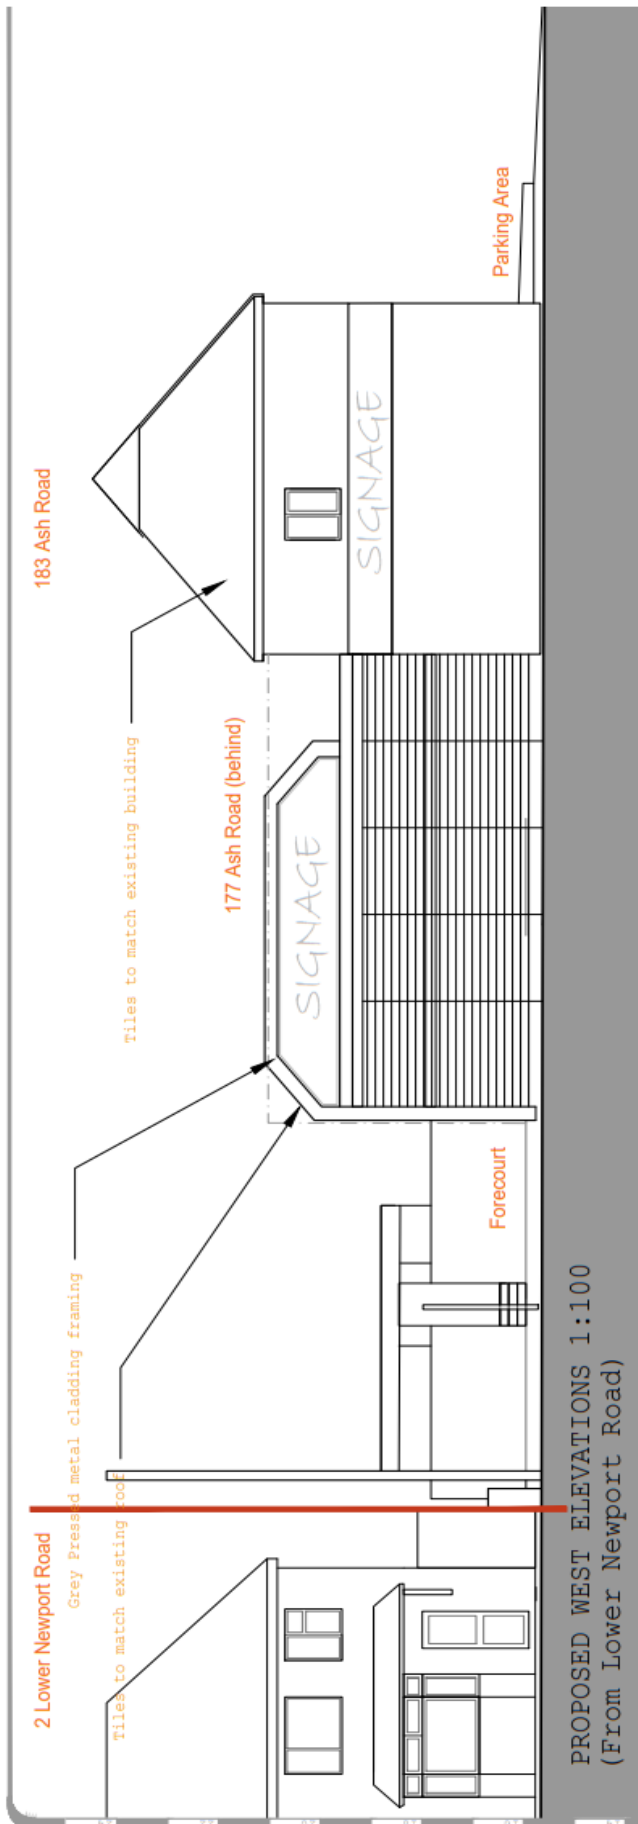 2 Lower Newport Road
183 Ash Road
Grey Pressed metal cladding framing
Tiles to match existing building
Tiles to match existing roof
177 Ash Road (behind)
SIGNAGE
SIGNAGE
Forecourt
Parking Area
PROPOSED WEST ELEVATIONS 1:100
(From Lower Newport Road)